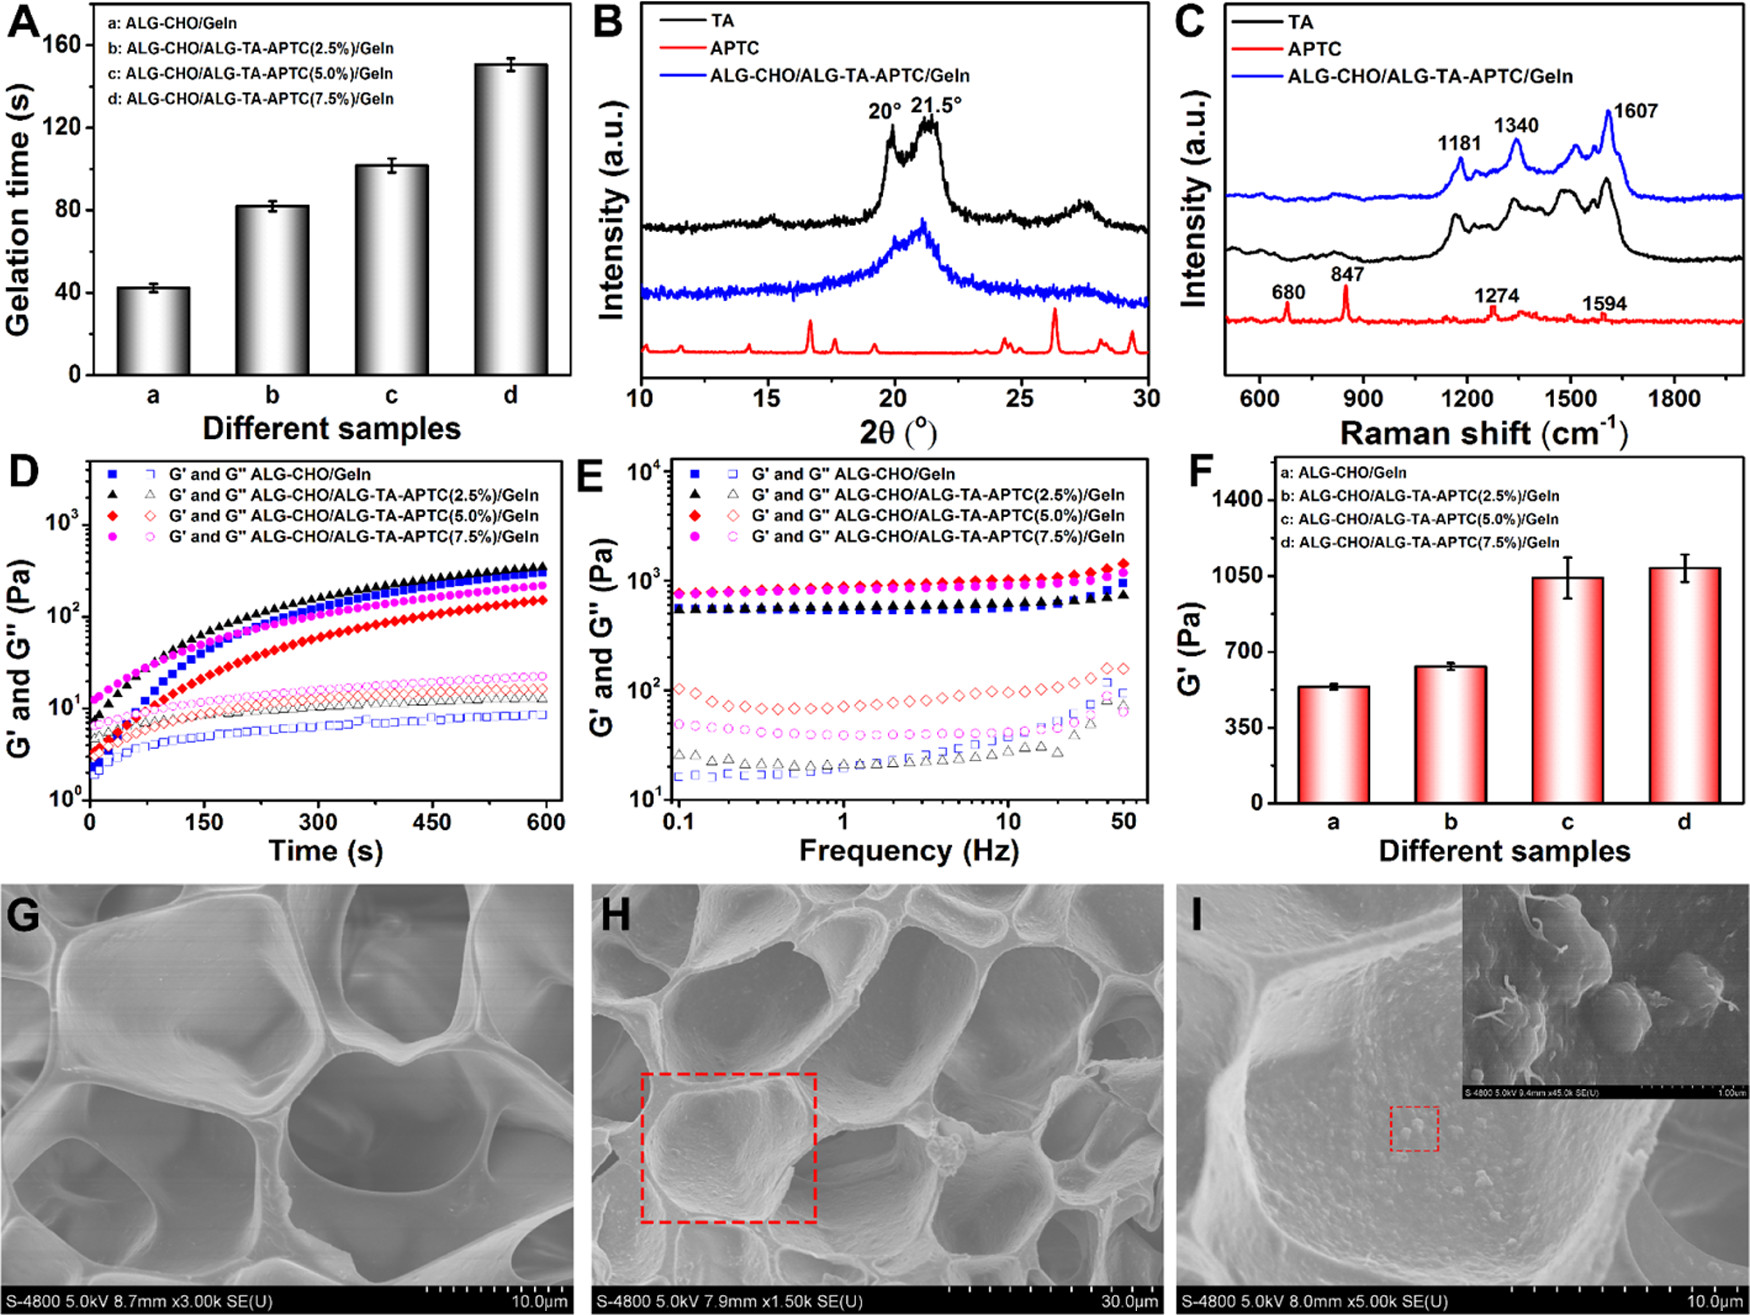 A
a: ALG-CHO/Geln
b: ALG-CHO/ALG-TA-APTC(2.5%)/Geln
c: ALG-CHO/ALG-TA-APTC(5.0%)/Geln
d: ALG-CHO/ALG-TA-APTC(7.5%)/Geln
Gelation time (s)
160
120
80
40
0
a b c d
Different samples
B
TA
APTC
ALG-CHO/ALG-TA-APTC/Geln
20° 21.5°
Intensity (a.u.)
10 15 20 25 30
2θ (°)
C
TA
APTC
ALG-CHO/ALG-TA-APTC/Geln
1181 1340 1607
680 847 1274 1594
Intensity (a.u.)
600 900 1200 1500 1800
Raman shift (cm-1)
D
G' and G'' ALG-CHO/Geln
G' and G'' ALG-CHO/ALG-TA-APTC(2.5%)/Geln
G' and G'' ALG-CHO/ALG-TA-APTC(5.0%)/Geln
G' and G'' ALG-CHO/ALG-TA-APTC(7.5%)/Geln
G' and G'' (Pa)
10³
10²
10¹
10⁰
0 150 300 450 600
Time (s)
E
G' and G'' ALG-CHO/Geln
G' and G'' ALG-CHO/ALG-TA-APTC(2.5%)/Geln
G' and G'' ALG-CHO/ALG-TA-APTC(5.0%)/Geln
G' and G'' ALG-CHO/ALG-TA-APTC(7.5%)/Geln
G' and G'' (Pa)
10⁴
10³
10²
10¹
0.1 1 10 50
Frequency (Hz)
F
a: ALG-CHO/Geln
b: ALG-CHO/ALG-TA-APTC(2.5%)/Geln
c: ALG-CHO/ALG-TA-APTC(5.0%)/Geln
d: ALG-CHO/ALG-TA-APTC(7.5%)/Geln
G' (Pa)
1400
1050
700
350
0
a b c d
Different samples
G
S-4800 5.0kV 8.7mm x3.00k SE(U) 10.0µm
H
S-4800 5.0kV 7.9mm x1.50k SE(U) 30.0µm
I
S-4800 5.0kV 9.4mm x45.0k SE(U) 1.00um
S-4800 5.0kV 8.0mm x5.00k SE(U) 10.0µm